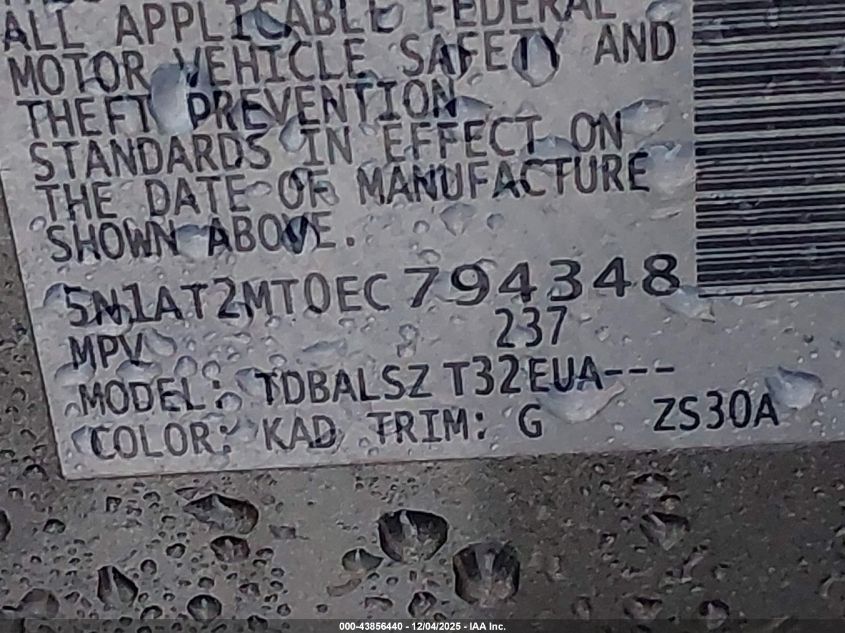 ALL APPLICABLE FEDERAL
MOTOR VEHICLE SAFETY AND
THEFT PREVENTION
STANDARDS IN EFFECT ON
THE DATE OF MANUFACTURE
SHOWN ABOVE.
5N1AT2MT0EC794348
MPV 237
MODEL: TDBALSZ T32EUA---
COLOR: KAD TRIM: G ZS30A
000-43856440 - 12/04/2025 - IAA Inc.